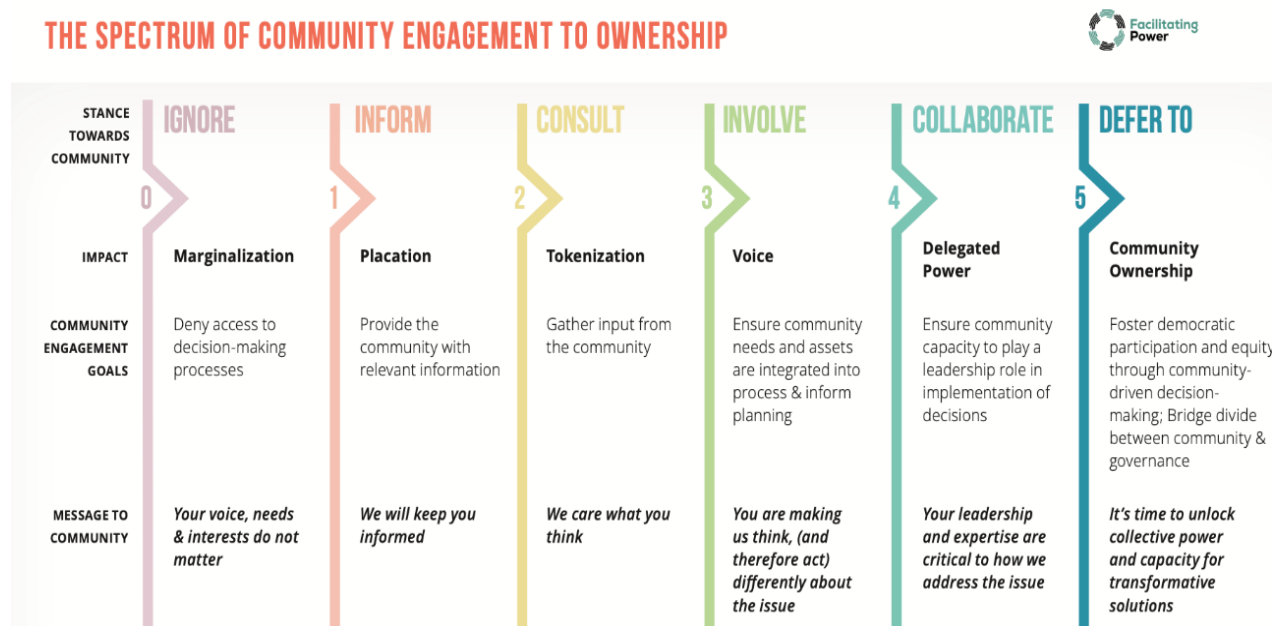 THE SPECTRUM OF COMMUNITY ENGAGEMENT TO OWNERSHIP
Facilitating
Power
STANCE
TOWARDS
COMMUNITY
IGNORE
INFORM
CONSULT
INVOLVE
COLLABORATE
DEFER TO
0
1
2
3
4
5
IMPACT
Marginalization
Placation
Tokenization
Voice
Delegated
Power
Community
Ownership
COMMUNITY
ENGAGEMENT
GOALS
Deny access to
decision-making
processes
Provide the
community with
relevant information
Gather input from
the community
Ensure community
needs and assets
are integrated into
process & inform
planning
Ensure community
capacity to play a
leadership role in
implementation of
decisions
Foster democratic
participation and equity
through community-
driven decision-
making; Bridge divide
between community &
governance
MESSAGE TO
COMMUNITY
Your voice, needs
& interests do not
matter
We will keep you
informed
We care what you
think
You are making
us think, (and
therefore act)
differently about
the issue
Your leadership
and expertise are
critical to how we
address the issue
It’s time to unlock
collective power
and capacity for
transformative
solutions